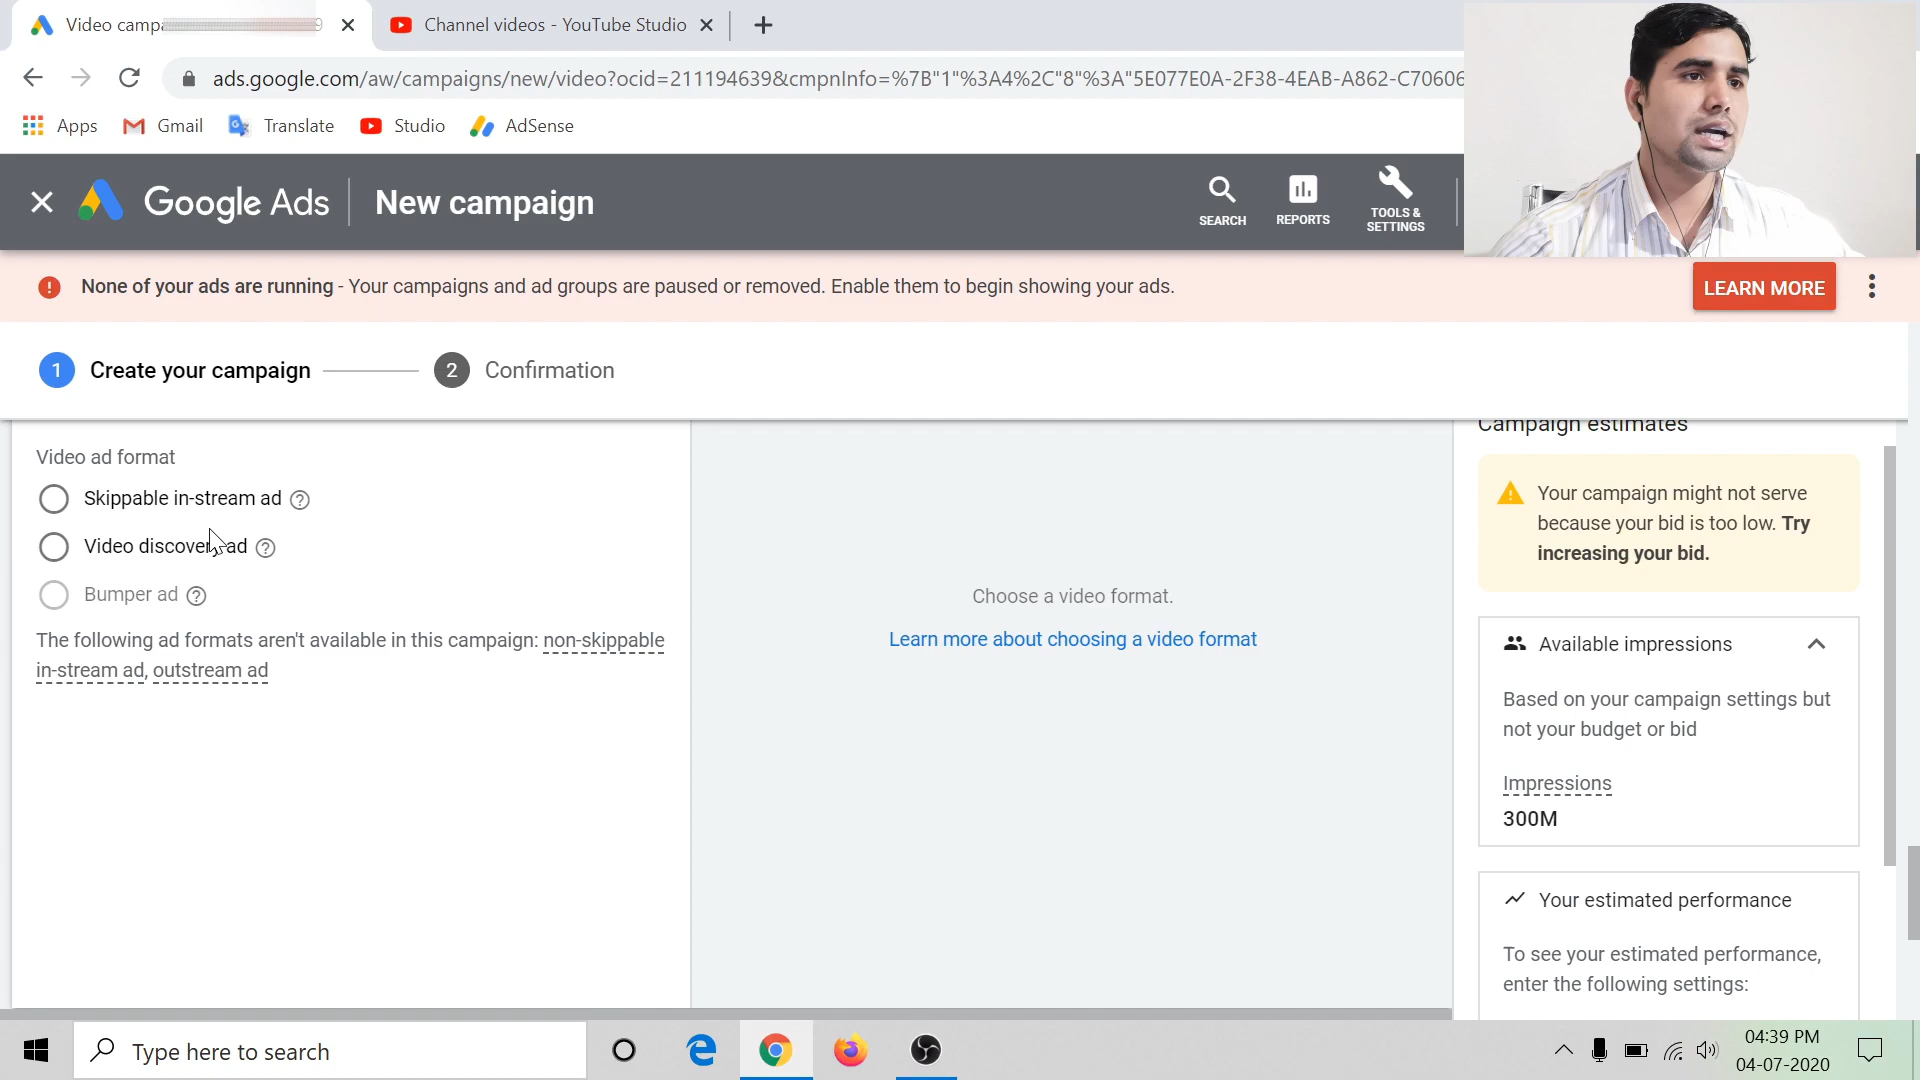 Video camp
Channel videos - YouTube Studio
ads.google.com/aw/campaigns/new/video?ocid=211194639&cmpnInfo=%7B"1"%3A4%2C"8"%3A"5E077E0A-2F38-4EAB-A862-C7060
Apps Gmail Translate Studio AdSense
Google Ads New campaign
SEARCH REPORTS TOOLS &
SETTINGS
None of your ads are running - Your campaigns and ad groups are paused or removed. Enable them to begin showing your ads. LEARN MORE
1 Create your campaign 2 Confirmation
Video ad format
Skippable in-stream ad
Video discovery ad
Bumper ad
The following ad formats aren't available in this campaign: non-skippable
in-stream ad, outstream ad
Choose a video format.
Learn more about choosing a video format
Campaign estimates
Your campaign might not serve
because your bid is too low. Try
increasing your bid.
Available impressions
Based on your campaign settings but
not your budget or bid
Impressions
300M
Your estimated performance
To see your estimated performance,
enter the following settings:
Type here to search
04:39 PM
04-07-2020